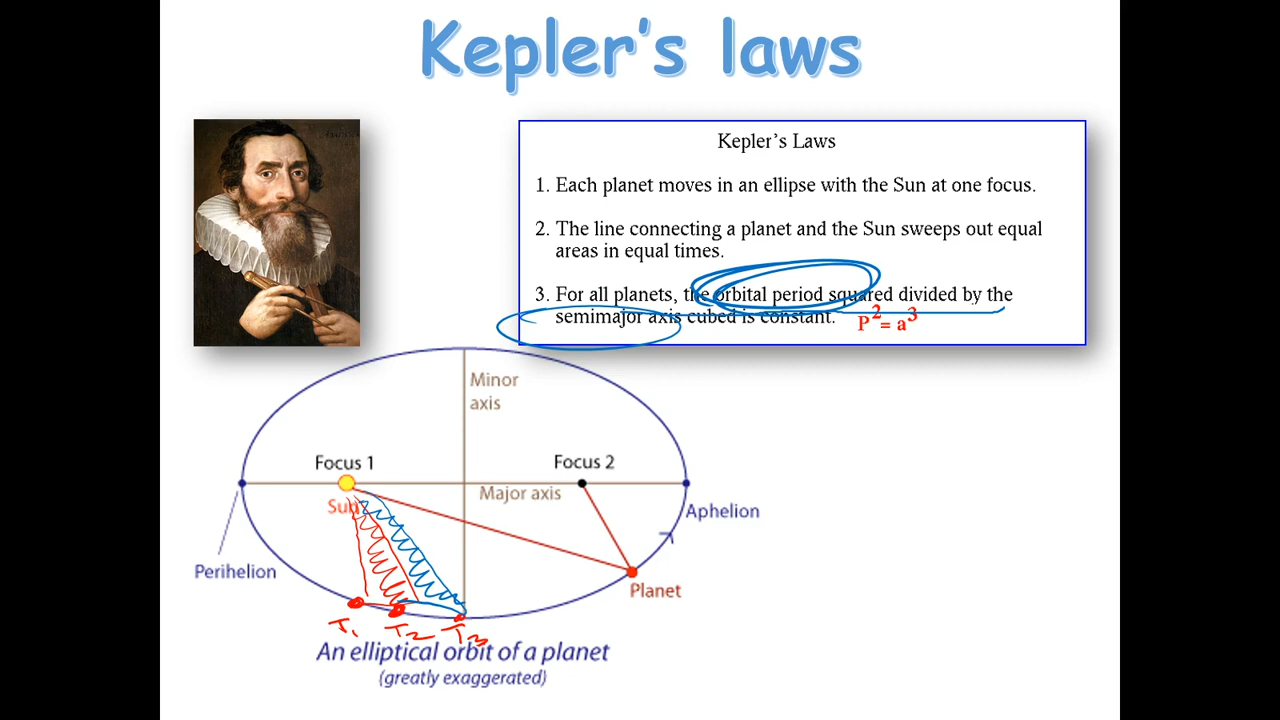 Kepler's laws
Kepler's Laws
1. Each planet moves in an ellipse with the Sun at one focus.
2. The line connecting a planet and the Sun sweeps out equal
areas in equal times.
3. For all planets, the orbital period squared divided by the
semimajor axis cubed is constant.
P² = a³
Minor
axis
Focus 1
Focus 2
Major axis
Sun
Aphelion
Perihelion
Planet
T1
T2
T3
An elliptical orbit of a planet
(greatly exaggerated)